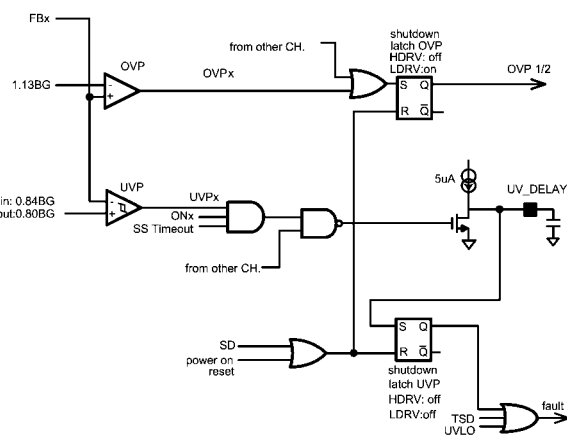 FBx
from other CH.
shutdown
latch OVP
HDRV: off
LDRV:on
OVP
OVPx
OVP 1/2
1.13BG
-
+
S Q
R Q
5uA
UV_DELAY
UVP
UVPx
in: 0.84BG
out:0.80BG
-
+
ONx
SS Timeout
from other CH.
SD
power on
reset
S Q
R Q
shutdown
latch UVP
HDRV: off
LDRV:off
fault
TSD
UVLO